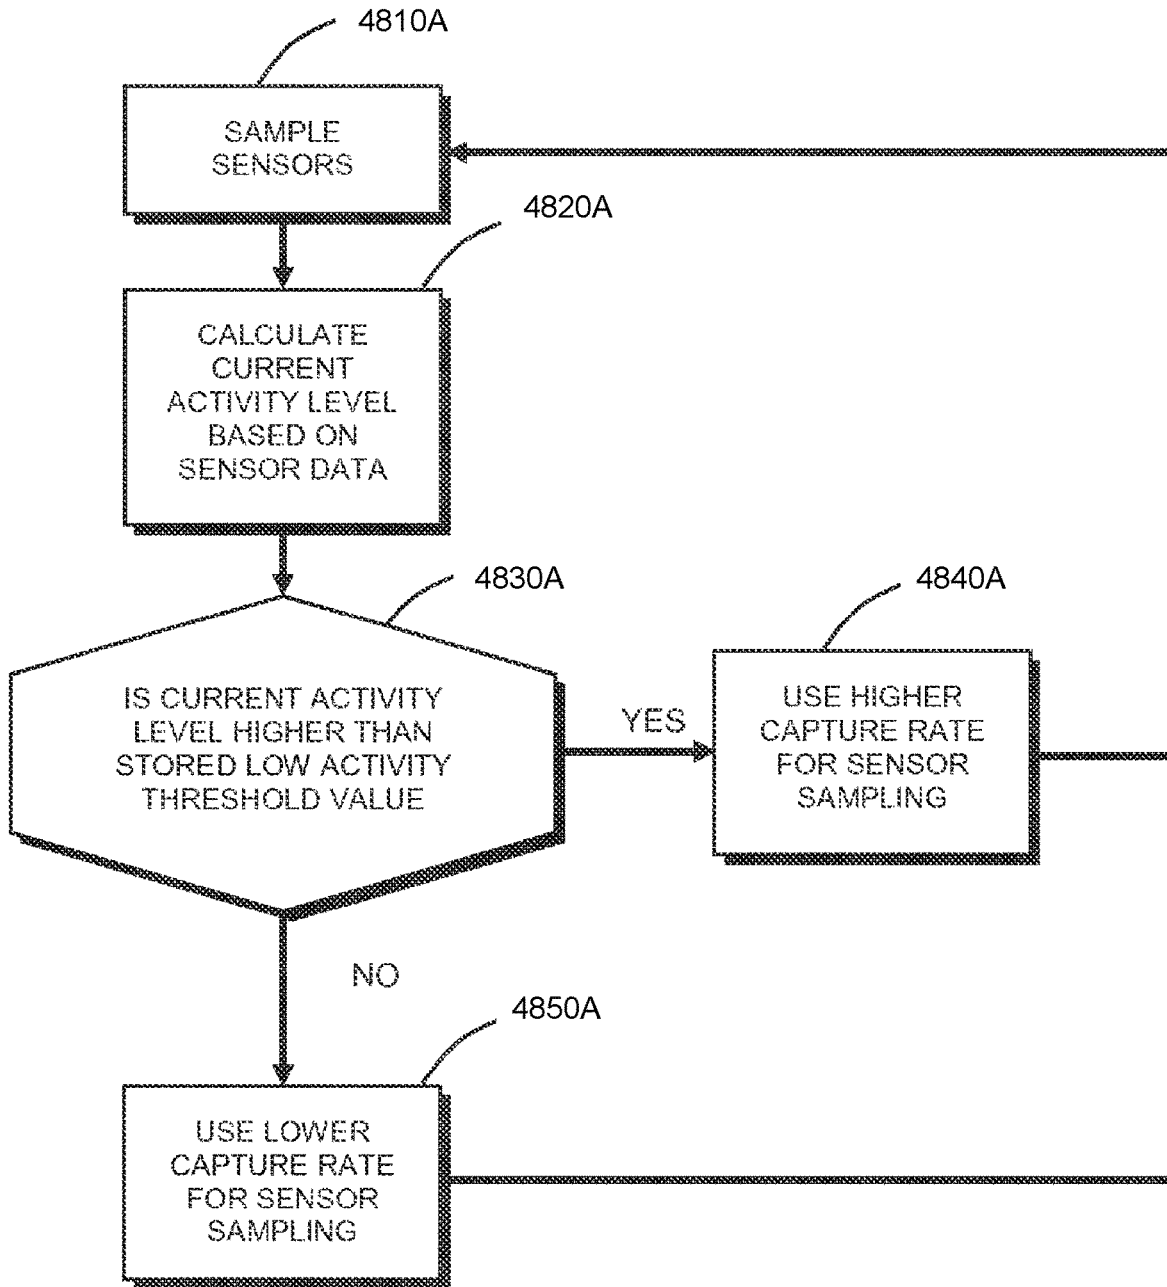 4810A
SAMPLE
SENSORS
4820A
CALCULATE
CURRENT
ACTIVITY LEVEL
BASED ON
SENSOR DATA
4830A
IS CURRENT ACTIVITY
LEVEL HIGHER THAN
STORED LOW ACTIVITY
THRESHOLD VALUE
YES
4840A
USE HIGHER
CAPTURE RATE
FOR SENSOR
SAMPLING
NO
4850A
USE LOWER
CAPTURE RATE
FOR SENSOR
SAMPLING